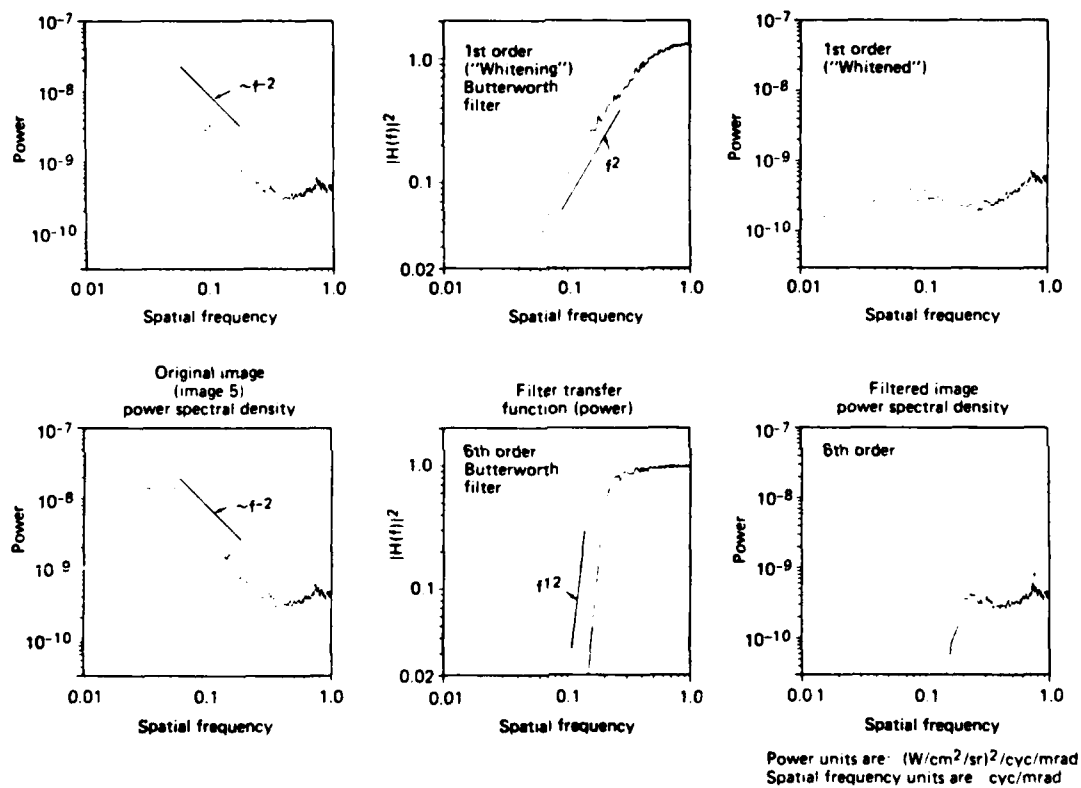 10-7
10-8
10-9
10-10
Power
~f-2
0.01
0.1
1.0
Spatial frequency
1.0
0.1
0.02
|H(f)|2
1st order
("Whitening")
Butterworth
filter
f2
0.01
0.1
1.0
Spatial frequency
10-7
10-8
10-9
10-10
Power
1st order
("Whitened")
0.01
0.1
1.0
Spatial frequency
Original image
(image 5)
power spectral density
Filter transfer
function (power)
Filtered image
power spectral density
10-7
10-8
10-9
10-10
Power
~f-2
0.01
0.1
1.0
Spatial frequency
1.0
0.1
0.02
|H(f)|2
6th order
Butterworth
filter
f12
0.01
0.1
1.0
Spatial frequency
10-7
10-8
10-9
10-10
Power
6th order
0.01
0.1
1.0
Spatial frequency
Power units are (W/cm2/sr)2/cyc/mrad
Spatial frequency units are cyc/mrad